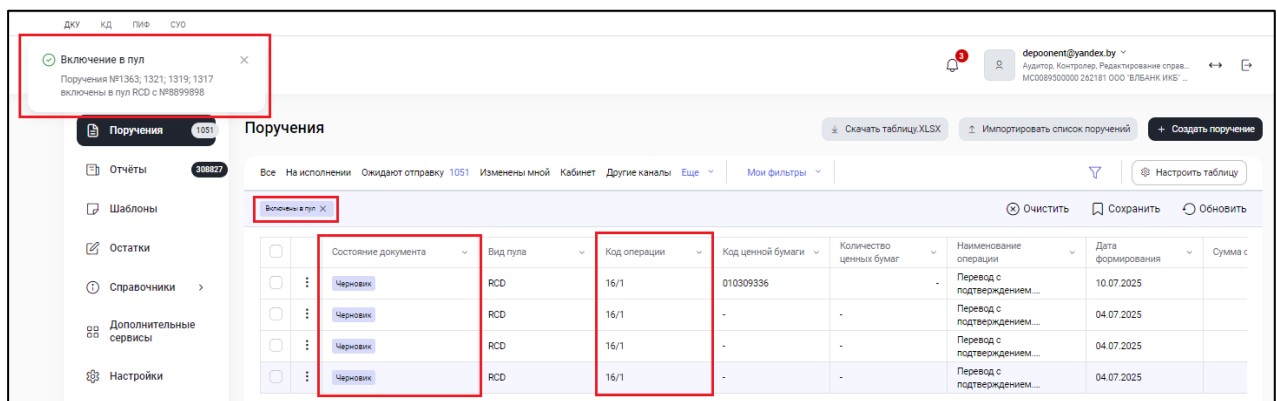 ДКУ КД ПИФ СУО
Включение в пул
Поручения №1363; 1321; 1319; 1317
включены в пул RCD с №8899898
3
depoonent@yandex.by
Аудитор, Контролер, Редактирование справ...
MC0089500000 262181 ООО "ВЛБАНК ИКБ" ...
Поручения 1051
Отчёты 308827
Шаблоны
Остатки
Справочники
Дополнительные
сервисы
Настройки
Поручения
Скачать таблицу.XLSX
Импортировать список поручений
+ Создать поручение
Все На исполнении Ожидают отправку 1051 Изменены мной Кабинет Другие каналы Еще Мои фильтры
Настроить таблицу
Включены в пул
Очистить Сохранить Обновить
Состояние документа Вид пула Код операции Код ценной бумаги Количество ценных бумаг Наименование операции Дата формирования Сумма с
Черновик RCD 16/1 010309336 - Перевод с подтверждением.... 10.07.2025
Черновик RCD 16/1 - - Перевод с подтверждением.... 04.07.2025
Черновик RCD 16/1 - - Перевод с подтверждением.... 04.07.2025
Черновик RCD 16/1 - - Перевод с подтверждением.... 04.07.2025